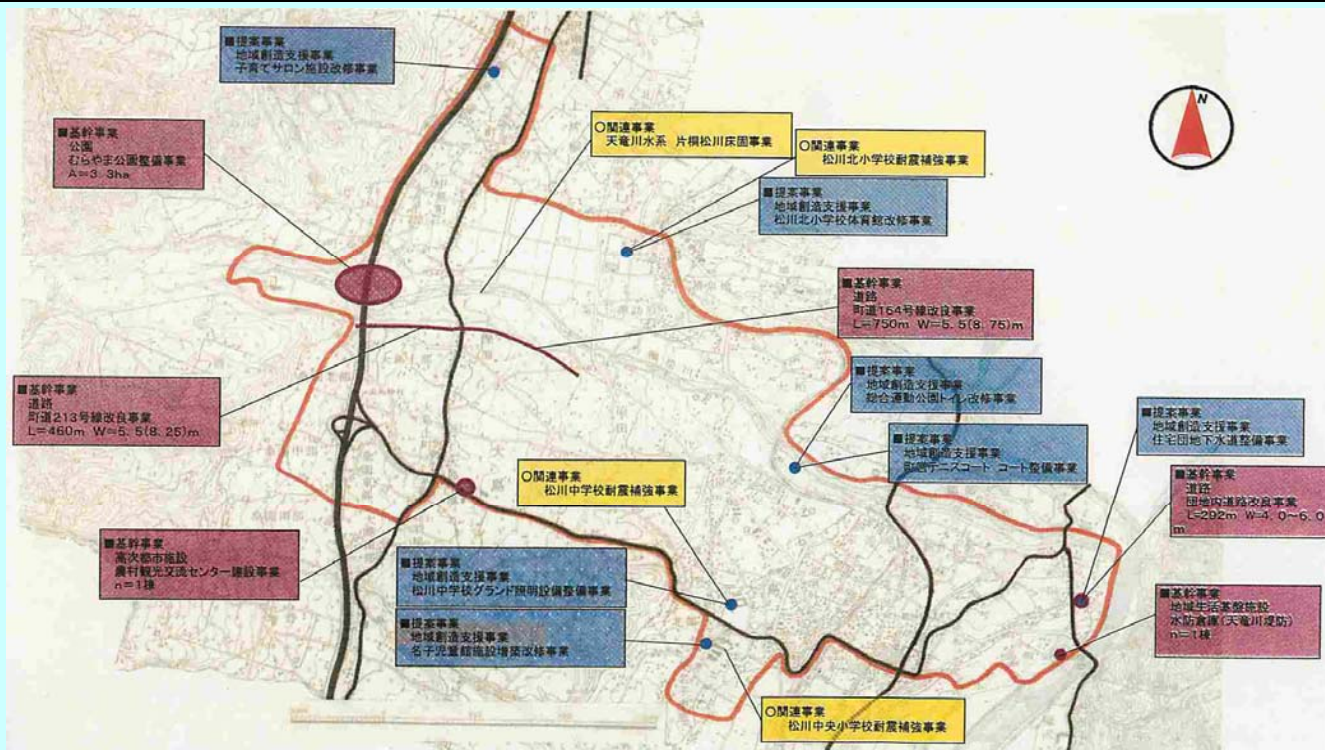 ■提案事業
地域創造支援事業
子育てサロン施設改修事業
■基幹事業
公園
むらやま公園整備事業
A=3.3ha
○関連事業
天竜川水系 片桐松川床固事業
○関連事業
松川北小学校耐震補強事業
■提案事業
地域創造支援事業
松川北小学校体育館改修事業
N
■基幹事業
道路
町道164号線改良事業
L=750m W=5.5(8.75)m
■基幹事業
道路
町道213号線改良事業
L=460m W=5.5(8.25)m
■提案事業
地域創造支援事業
総合運動公園トイレ改修事業
■提案事業
地域創造支援事業
町営テニスコート コート整備事業
■提案事業
地域創造支援事業
住宅団地下水道整備事業
■基幹事業
道路
団地内道路改良事業
L=292m W=4.0~6.0
m
○関連事業
松川中学校耐震補強事業
■基幹事業
高次都市施設
農村観光交流センター建設事業
n=1棟
■提案事業
地域創造支援事業
松川中学校グランド照明設備整備事業
■提案事業
地域創造支援事業
名子児童館施設増築改修事業
■基幹事業
地域生活基盤施設
水防倉庫(天竜川堤防)
n=1棟
○関連事業
松川中央小学校耐震補強事業